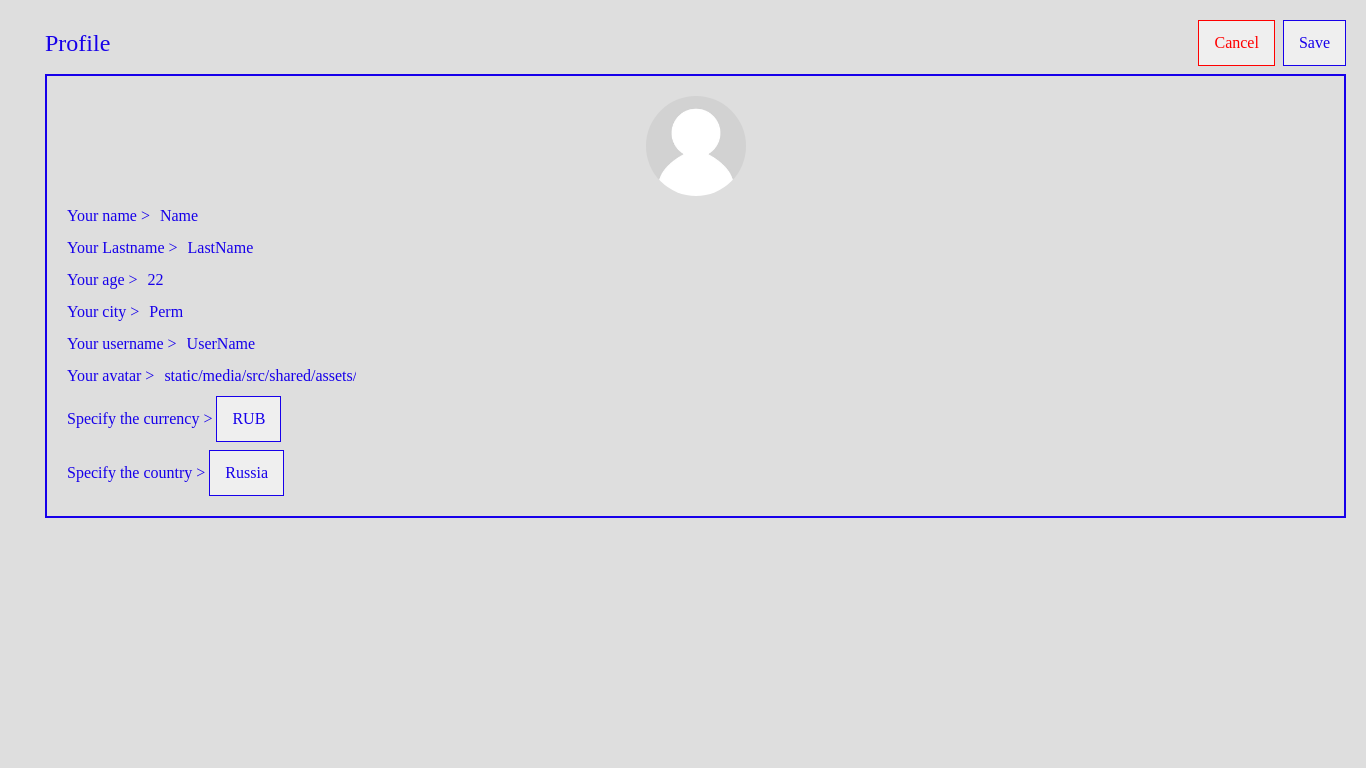 Profile
Cancel
Save
Your name > Name
Your Lastname > LastName
Your age > 22
Your city > Perm
Your username > UserName
Your avatar > static/media/src/shared/assets/
Specify the currency > RUB
Specify the country > Russia